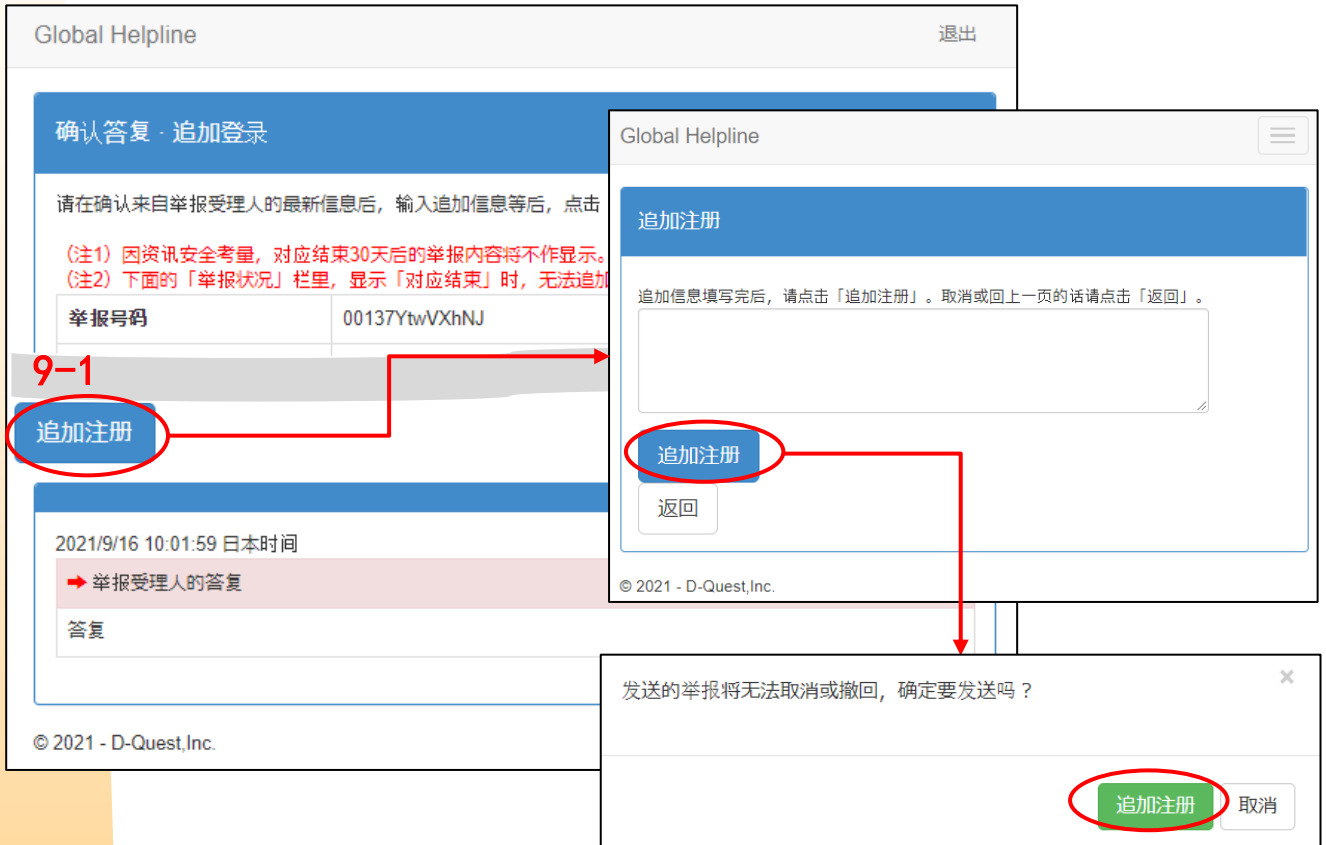 Global Helpline
退出
确认答复 · 追加登录
请在确认来自举报受理人的最新信息后，输入追加信息等后，点击
（注1）因资讯安全考量，对应结束30天后的举报内容将不作显示。
（注2）下面的「举报状况」栏里，显示「对应结束」时，无法追加
举报号码
00137YtwVXhNJ
9-1
追加注册
2021/9/16 10:01:59 日本时间
举报受理人的答复
答复
© 2021 - D-Quest,Inc.
Global Helpline
追加注册
追加信息填写完后，请点击「追加注册」。取消或回上一页的话请点击「返回」。
追加注册
返回
© 2021 - D-Quest,Inc.
发送的举报将无法取消或撤回，确定要发送吗？
×
追加注册
取消